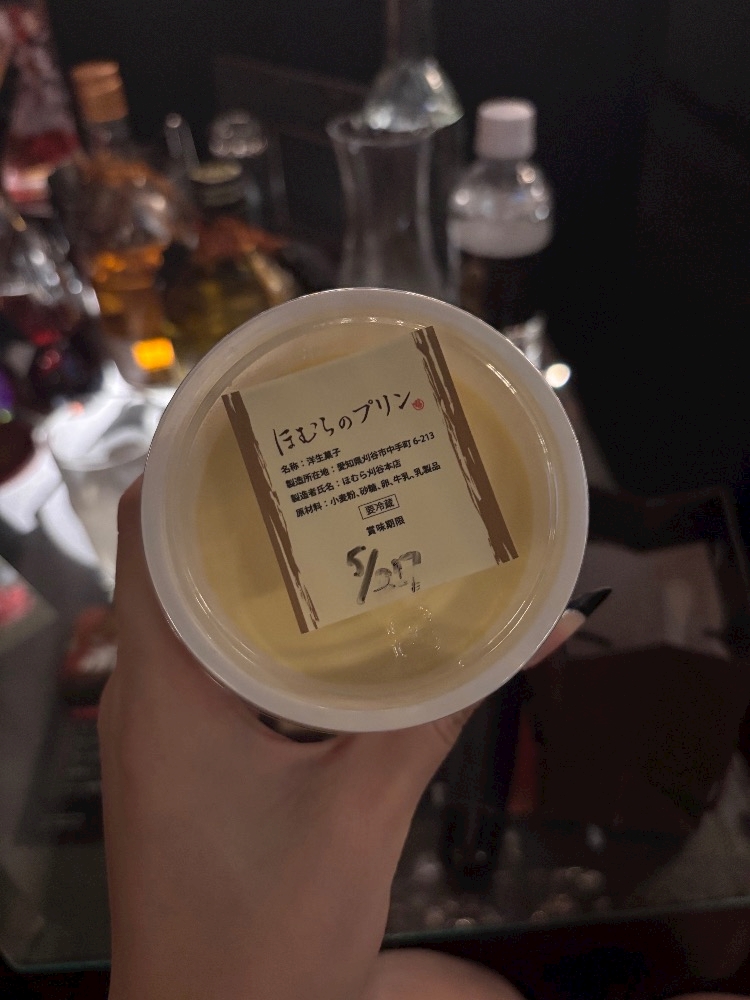 ほむらのプリン
名称：洋生菓子
製造所在地：愛知県刈谷市中手町 6-213
製造者氏名：ほむら刈谷本店
原材料：小麦粉、砂糖、卵、牛乳、乳製品
要冷蔵
賞味期限